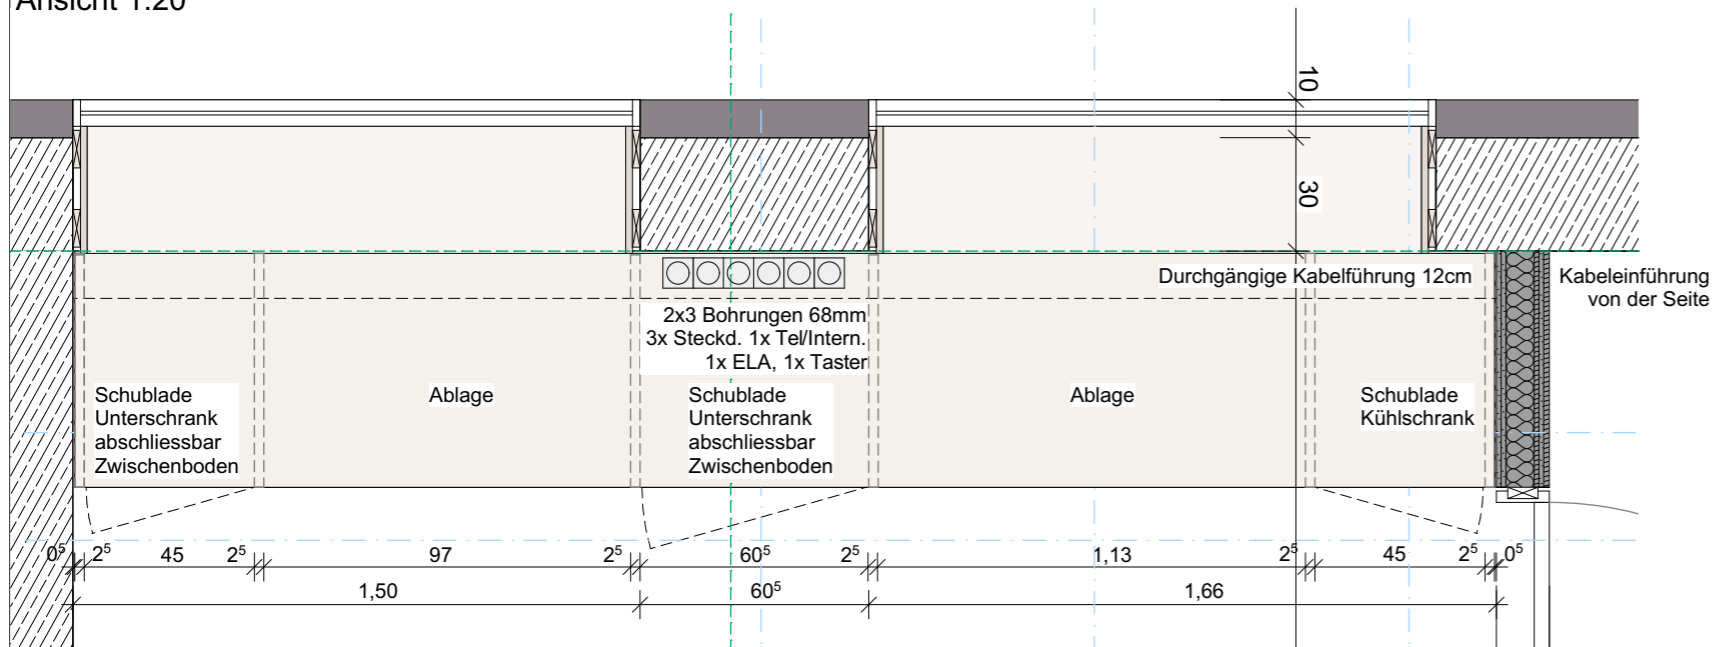 Ansicht 1:20
10
30
Durchgängige Kabelführung 12cm
Kabeleinführung
von der Seite
2x3 Bohrungen 68mm
3x Steckd. 1x Tel/Intern.
1x ELA, 1x Taster
Schublade
Unterschrank
abschliessbar
Zwischenboden
Ablage
Schublade
Unterschrank
abschliessbar
Zwischenboden
Ablage
Schublade
Kühlschrank
0⁵ 2⁵ 45 2⁵ 97 2⁵ 60⁵ 2⁵ 1,13 2⁵ 45 2⁵ 0⁵
1,50 60⁵ 1,66